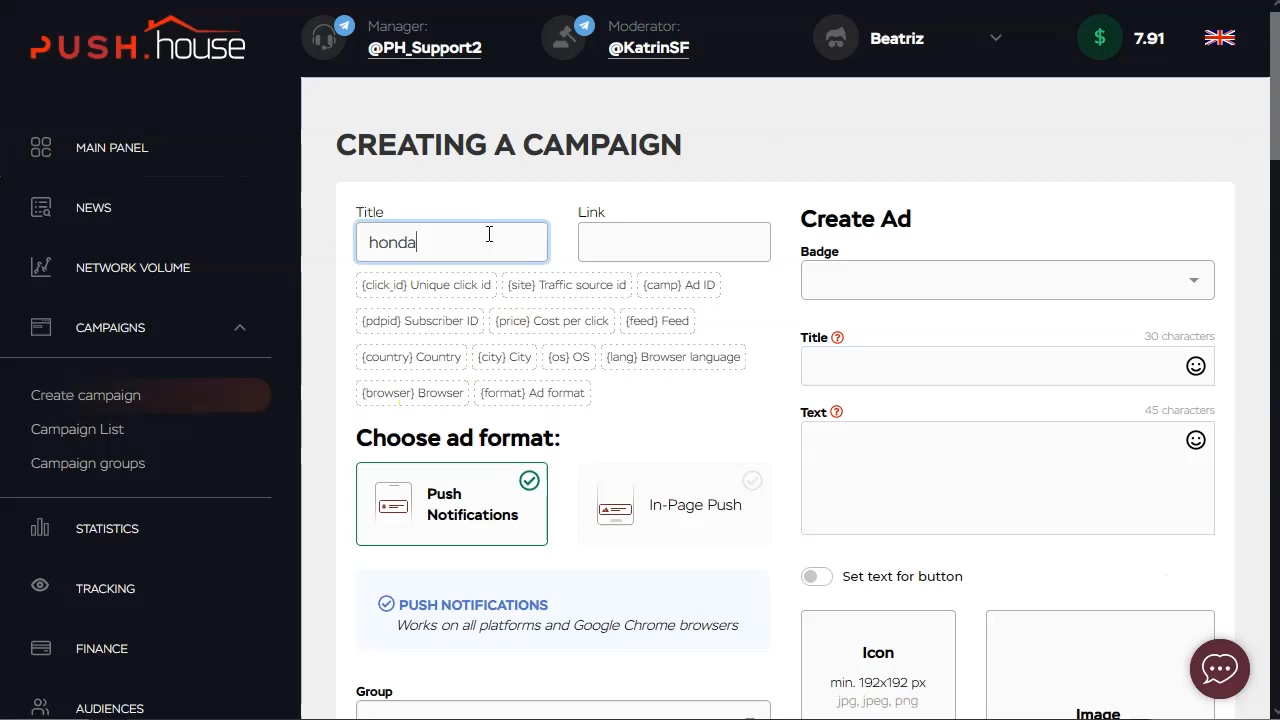 PUSH.house
Manager:
@PH_Support2
Moderator:
@KatrinSF
Beatriz
$ 7.91
MAIN PANEL
NEWS
NETWORK VOLUME
CAMPAIGNS
Create campaign
Campaign List
Campaign groups
STATISTICS
TRACKING
FINANCE
AUDIENCES
CREATING A CAMPAIGN
Title
honda
Link
{click_id} Unique click id {site} Traffic source id {camp} Ad ID
{pdpid} Subscriber ID {price} Cost per click {feed} Feed
{country} Country {city} City {os} OS {lang} Browser language
{browser} Browser {format} Ad format
Choose ad format:
Push
Notifications
In-Page Push
PUSH NOTIFICATIONS
Works on all platforms and Google Chrome browsers
Group
Create Ad
Badge
Title ? 30 characters
Text ? 45 characters
Set text for button
Icon
min. 192x192 px
jpg, jpeg, png
Image